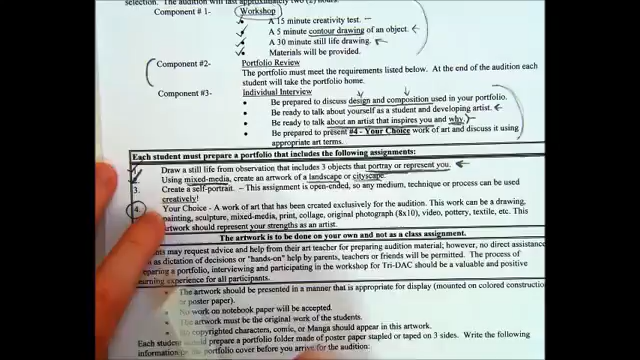 selection. The audition will last approximately two (2) hours.
Component # 1- Workshop
A 15 minute creativity test.
A 5 minute contour drawing of an object.
A 30 minute still life drawing.
Materials will be provided.
Component #2- Portfolio Review
The portfolio must meet the requirements listed below. At the end of the audition each
student will take the portfolio home.
Component #3- Individual Interview
Be prepared to discuss design and composition used in your portfolio.
Be ready to talk about yourself as a student and developing artist.
Be ready to talk about an artist that inspires you and why.
Be prepared to present #4 - Your Choice work of art and discuss it using
appropriate art terms.
Each student must prepare a portfolio that includes the following assignments:
1. Draw a still life from observation that includes 3 objects that portray or represent you.
Using mixed-media, create an artwork of a landscape or cityscape.
3. Create a self-portrait. - This assignment is open-ended, so any medium, technique or process can be used
creatively!
4. Your Choice - A work of art that has been created exclusively for the audition. This work can be a drawing,
painting, sculpture, mixed-media, print, collage, original photograph (8x10), video, pottery, textile, etc. This
artwork should represent your strengths as an artist.
The artwork is to be done on your own and not as a class assignment.
may request advice and help from their art teacher for preparing audition material; however, no direct assistance
as dictation of decisions or "hands-on" help by parents, teachers or friends will be permitted. The process of
a portfolio, interviewing and participating in the workshop for Tri-DAC should be a valuable and positive
experience for all participants.
The artwork should be presented in a manner that is appropriate for display (mounted on colored construction
or poster paper).
No work on notebook paper will be accepted.
The artwork must be the original work of the students.
No copyrighted characters, comic, or Manga should appear in this artwork.
Each student should prepare a portfolio folder made of poster paper stapled or taped on 3 sides. Write the following
information on the portfolio cover before you arrive for the audition: